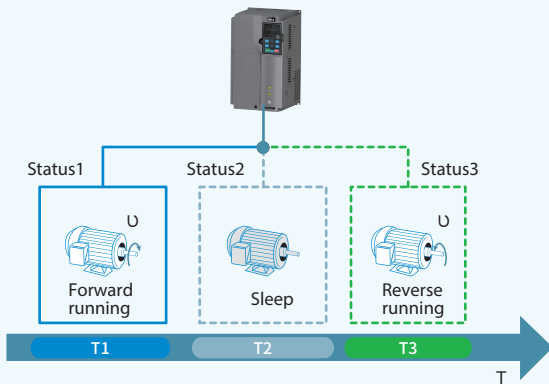 Status1
Status2
Status3
Forward
running
Sleep
Reverse
running
T1
T2
T3
T